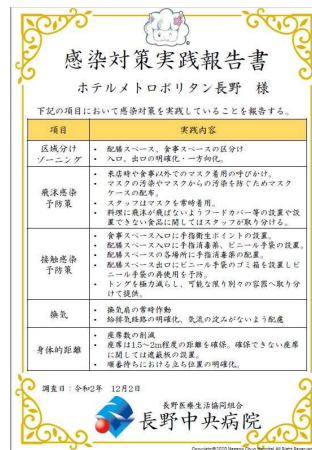 感染対策実践報告書
ホテルメトロポリタン長野 様
下記の項目において感染対策を実践していることを報告する。
項目 実践内容
区域分け
ゾーニング
・ 配膳スペース、食事スペースの区分け
・ 入口、出口の明確化・一方向化。
飛沫感染
予防策
・ 来店時や食事以外でのマスク着用の呼びかけ。
・ マスクの汚染やマスクからの汚染を防ぐためマスク
ケースの配布。
・ スタッフはマスクを常時着用。
・ 料理に飛沫が飛ばないようフードカバー等の設置や設
置できない食品に関してはスタッフが取り分ける。
接触感染
予防策
・ 食事スペース入口に手指衛生ポイントの設置。
・ 配膳スペース入口に手指消毒薬、ビニール手袋の設置。
・ 配膳スペースの各場所に手指消毒薬の配置。
・ 配膳スペース出口にビニール手袋のゴミ箱を設置しビ
ニール手袋の再使用を予防。
・ トングを極力減らし、可能な限り別々の容器へ取り分
けて提供。
換気
・ 換気扇の常時作動
・ 給排気経路の明確化、気流の淀みがないよう配慮
身体的距離
・ 座席数の削減
・ 座席は1.5～2m程度の距離を確保。確保できない座席
に関しては遮蔽板の設置。
・ 順番待ちにおける立ち位置の明確化。
調査日：令和2年 12月2日
長野医療生活協同組合
長野中央病院
Copyright©2020 Nagano Chuo Hospital All Rights Reserved.